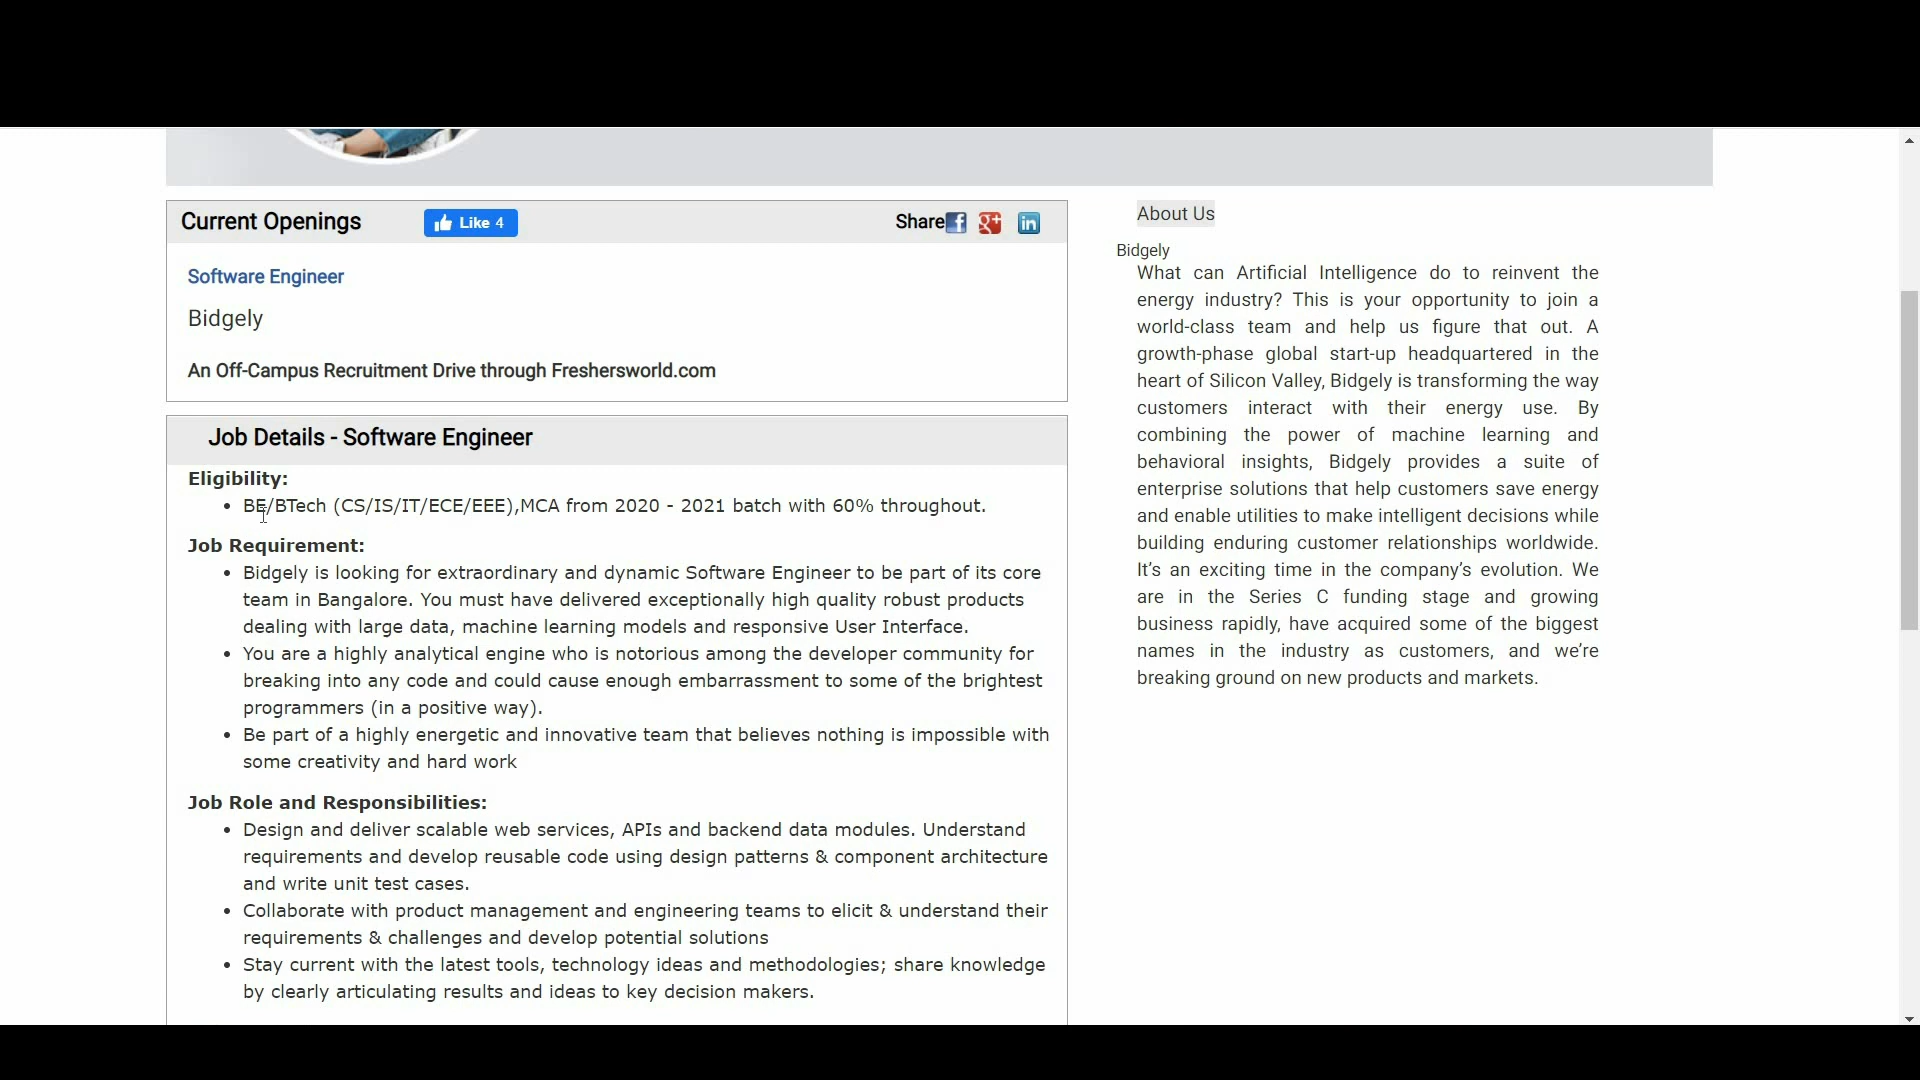 Current Openings
Like 4
Share
Software Engineer
Bidgely
An Off-Campus Recruitment Drive through Freshersworld.com
Job Details - Software Engineer
Eligibility:
• BE/BTech (CS/IS/IT/ECE/EEE),MCA from 2020 - 2021 batch with 60% throughout.
Job Requirement:
• Bidgely is looking for extraordinary and dynamic Software Engineer to be part of its core
team in Bangalore. You must have delivered exceptionally high quality robust products
dealing with large data, machine learning models and responsive User Interface.
• You are a highly analytical engine who is notorious among the developer community for
breaking into any code and could cause enough embarrassment to some of the brightest
programmers (in a positive way).
• Be part of a highly energetic and innovative team that believes nothing is impossible with
some creativity and hard work
Job Role and Responsibilities:
• Design and deliver scalable web services, APIs and backend data modules. Understand
requirements and develop reusable code using design patterns & component architecture
and write unit test cases.
• Collaborate with product management and engineering teams to elicit & understand their
requirements & challenges and develop potential solutions
• Stay current with the latest tools, technology ideas and methodologies; share knowledge
by clearly articulating results and ideas to key decision makers.
About Us
Bidgely
What can Artificial Intelligence do to reinvent the
energy industry? This is your opportunity to join a
world-class team and help us figure that out. A
growth-phase global start-up headquartered in the
heart of Silicon Valley, Bidgely is transforming the way
customers interact with their energy use. By
combining the power of machine learning and
behavioral insights, Bidgely provides a suite of
enterprise solutions that help customers save energy
and enable utilities to make intelligent decisions while
building enduring customer relationships worldwide.
It’s an exciting time in the company’s evolution. We
are in the Series C funding stage and growing
business rapidly, have acquired some of the biggest
names in the industry as customers, and we’re
breaking ground on new products and markets.